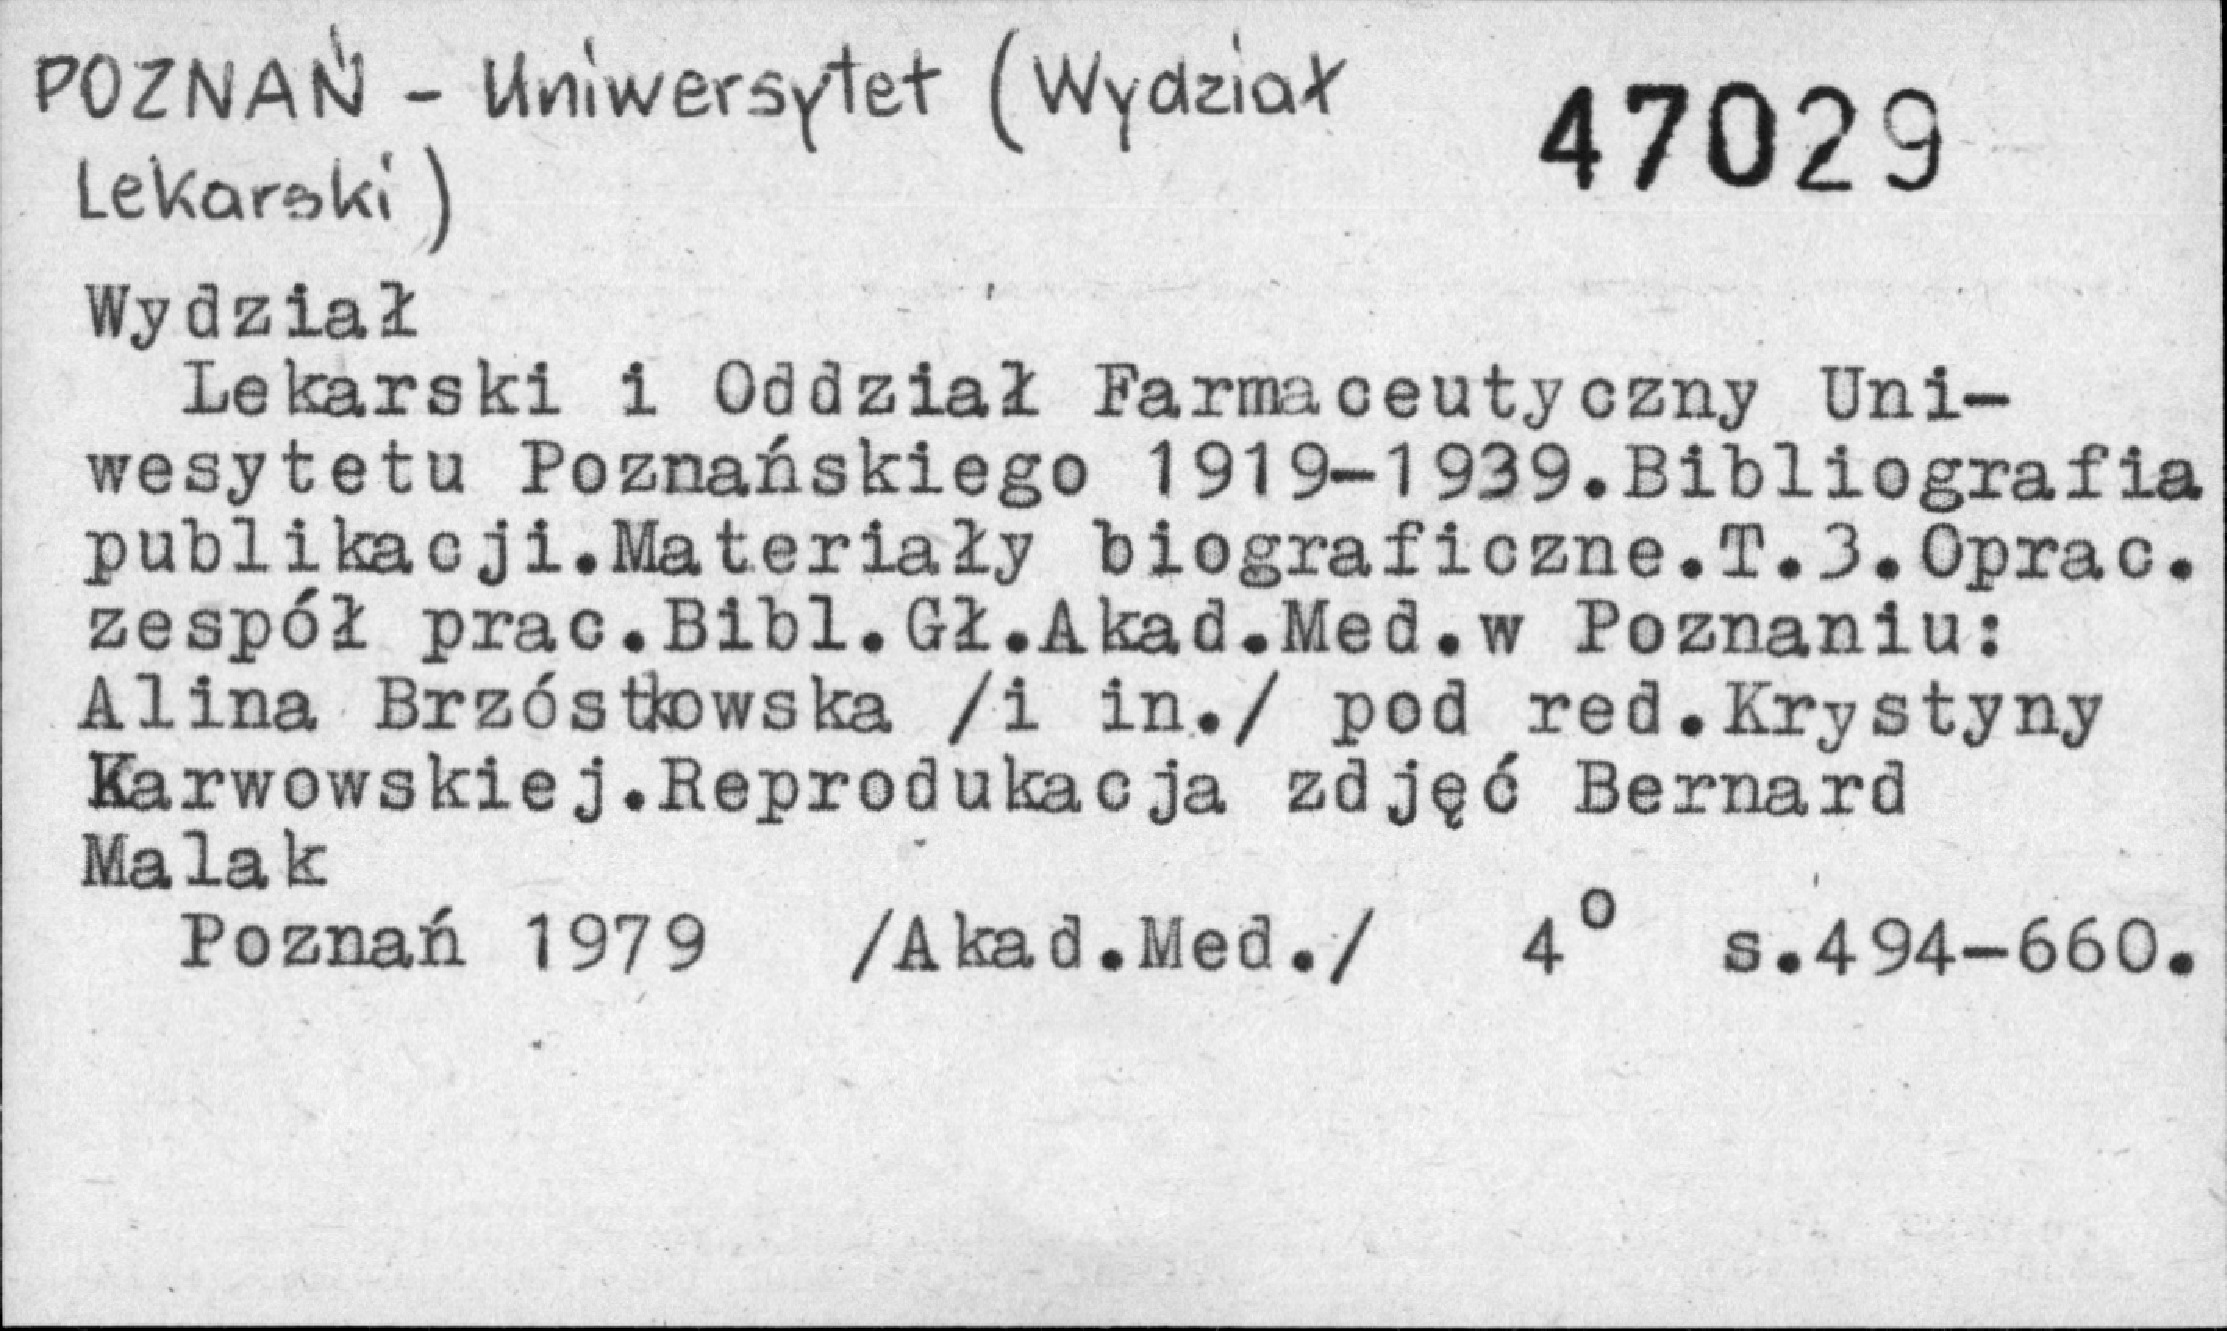 POZNAŃ - Uniwersytet (Wydział
Lekarski)
47029
Wydział
Lekarski i Oddział Farmaceutyczny Uni-
wesytetu Poznańskiego 1919-1939.Bibliografia
publikacji.Materiały biograficzne.T.3.Oprac.
zespół prac.Bibl.Gł.Akad.Med.w Poznaniu:
Alina Brzóstkowska /i in./ pod red.Krystyny
Karwowskiej.Reprodukacja zdjęć Bernard
Malak
Poznań 1979 /Akad.Med./ 4° s.494-660.